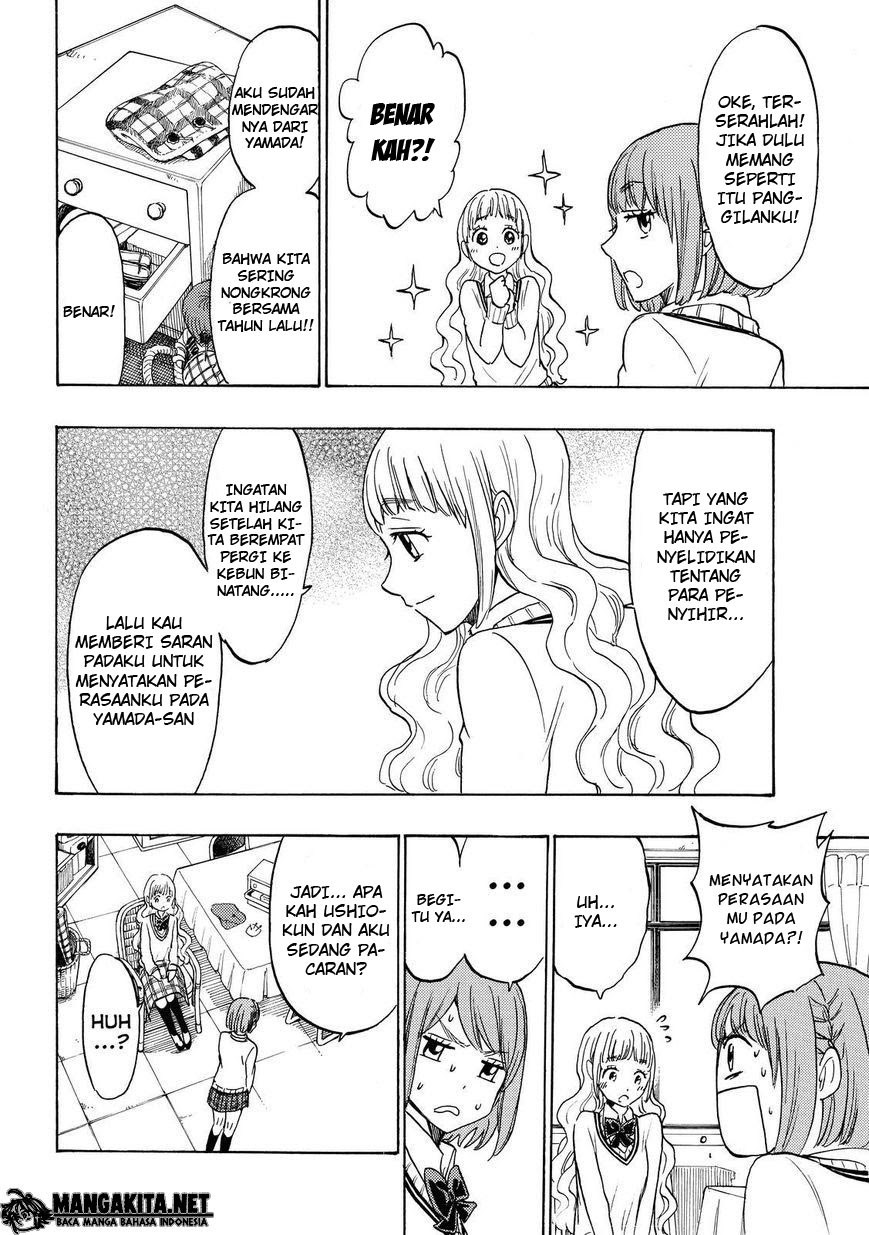 OKE, TER-
SERAHLAH!
JIKA DULU
MEMANG
SEPERTI
ITU PANG-
GILANKU!
BENAR
KAH?!
AKU SUDAH
MENDENGAR
NYA DARI
YAMADA!
BAHWA KITA
SERING
NONGKRONG
BERSAMA
TAHUN LALU!!
BENAR!
TAPI YANG
KITA INGAT
HANYA PE-
NYELIDIKAN
TENTANG
PARA PE-
NYIHIR...
INGATAN
KITA HILANG
SETELAH KI-
TA BEREMPAT
PERGI KE
KEBUN BI-
NATANG.....
LALU KAU
MEMBERI SARAN
PADAKU UNTUK
MENYATAKAN PE-
RASAANKU PADA
YAMADA-SAN
MENYATAKAN
PERASAAN
MU PADA
YAMADA?!
UH...
IYA...
...
...
BEGI-
TU YA...
JADI... APA
KAH USHIO-
KUN DAN AKU
SEDANG PA-
CARAN?
HUH
...?
MANGAKITA.NET
BACA MANGA BAHASA INDONESIA